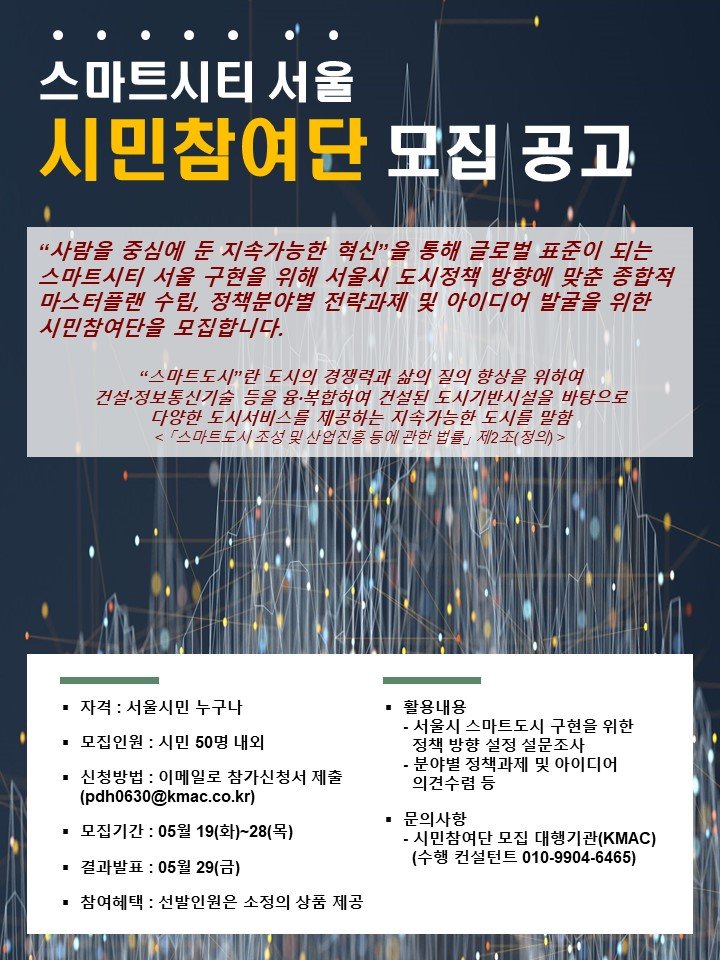 스마트시티 서울
시민참여단 모집 공고
“사람을 중심에 둔 지속가능한 혁신”을 통해 글로벌 표준이 되는
스마트시티 서울 구현을 위해 서울시 도시정책 방향에 맞춘 종합적
마스터플랜 수립, 정책분야별 전략과제 및 아이디어 발굴을 위한
시민참여단을 모집합니다.
“스마트도시”란 도시의 경쟁력과 삶의 질의 향상을 위하여
건설·정보통신기술 등을 융·복합하여 건설된 도시기반시설을 바탕으로
다양한 도시서비스를 제공하는 지속가능한 도시를 말함
<「스마트도시 조성 및 산업진흥 등에 관한 법률」 제2조(정의)>
▪ 자격 : 서울시민 누구나
▪ 모집인원 : 시민 50명 내외
▪ 신청방법 : 이메일로 참가신청서 제출
(pdh0630@kmac.co.kr)
▪ 모집기간 : 05월 19(화)~28(목)
▪ 결과발표 : 05월 29(금)
▪ 참여혜택 : 선발인원은 소정의 상품 제공
▪ 활용내용
- 서울시 스마트도시 구현을 위한
정책 방향 설정 설문조사
- 분야별 정책과제 및 아이디어
의견수렴 등
▪ 문의사항
- 시민참여단 모집 대행기관(KMAC)
(수행 컨설턴트 010-9904-6465)